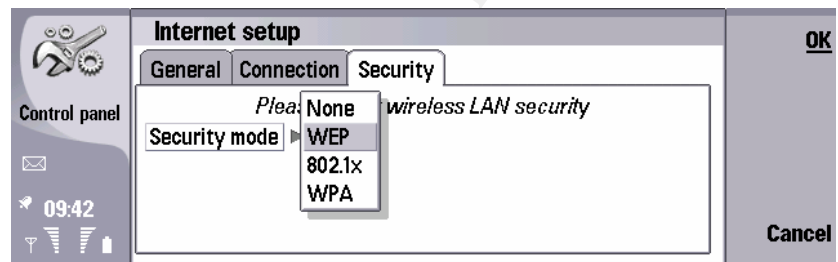 Internet setup
OK
General Connection Security
Control panel
wireless LAN security
Security mode
None
WEP
802.1x
WPA
09:42
Cancel